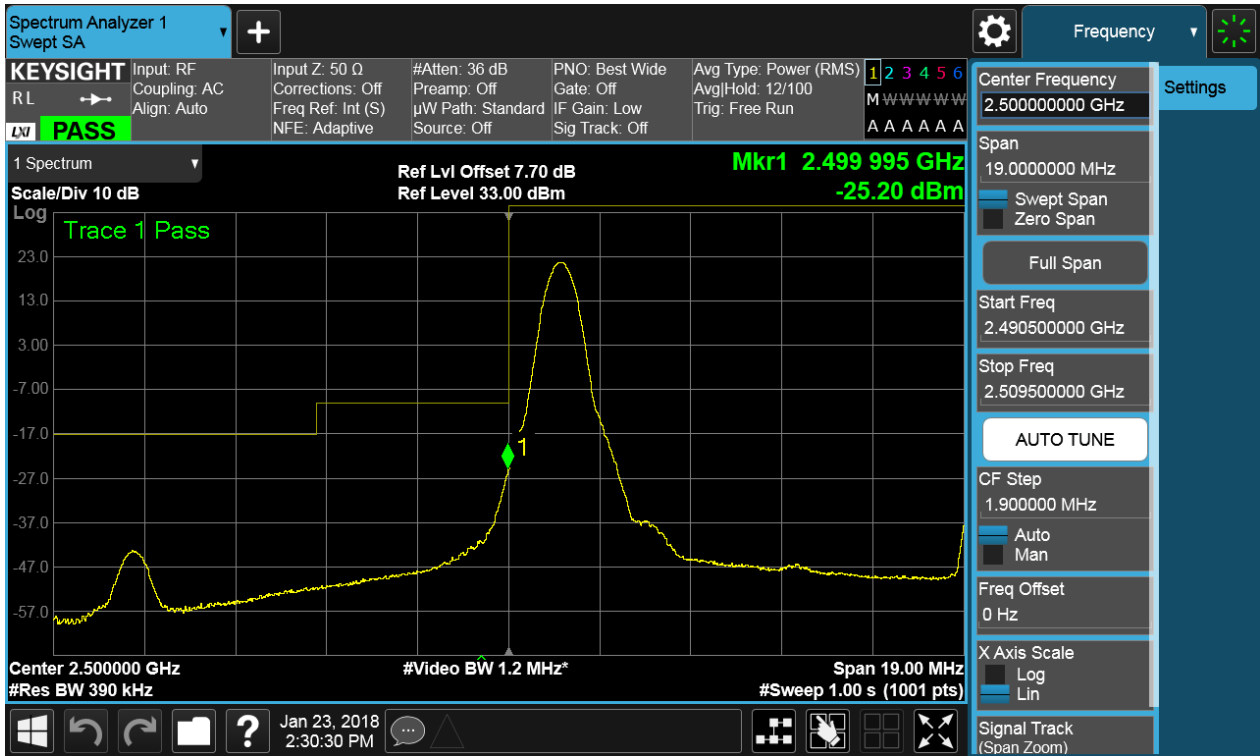 Spectrum Analyzer 1
Swept SA
Frequency
KEYSIGHT
R L
LXI PASS
Input: RF
Coupling: AC
Align: Auto
Input Z: 50 Ω
Corrections: Off
Freq Ref: Int (S)
NFE: Adaptive
#Atten: 36 dB
Preamp: Off
µW Path: Standard
Source: Off
PNO: Best Wide
Gate: Off
IF Gain: Low
Sig Track: Off
Avg Type: Power (RMS)
Avg|Hold: 12/100
Trig: Free Run
1 2 3 4 5 6
M W W W W W
A A A A A A
1 Spectrum
Scale/Div 10 dB
Ref Lvl Offset 7.70 dB
Ref Level 33.00 dBm
Mkr1 2.499 995 GHz
-25.20 dBm
Log
Trace 1 Pass
23.0
13.0
3.00
-7.00
-17.0
-27.0
-37.0
-47.0
-57.0
1
Center 2.500000 GHz
#Res BW 390 kHz
#Video BW 1.2 MHz*
Span 19.00 MHz
#Sweep 1.00 s (1001 pts)
Center Frequency
2.500000000 GHz
Span
19.0000000 MHz
Swept Span
Zero Span
Full Span
Start Freq
2.490500000 GHz
Stop Freq
2.509500000 GHz
AUTO TUNE
CF Step
1.900000 MHz
Auto
Man
Freq Offset
0 Hz
X Axis Scale
Log
Lin
Signal Track
(Span Zoom)
Settings
?
Jan 23, 2018
2:30:30 PM